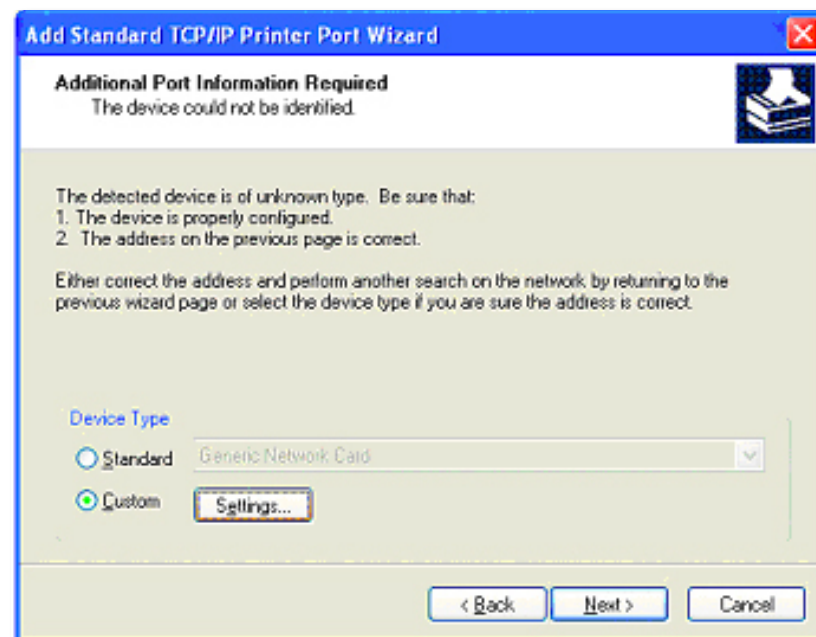 Add Standard TCP/IP Printer Port Wizard
Additional Port Information Required
The device could not be identified.
The detected device is of unknown type. Be sure that:
1. The device is properly configured.
2. The address on the previous page is correct.
Either correct the address and perform another search on the network by returning to the
previous wizard page or select the device type if you are sure the address is correct.
Device Type
Standard Generic Network Card
Custom Settings...
< Back Next > Cancel